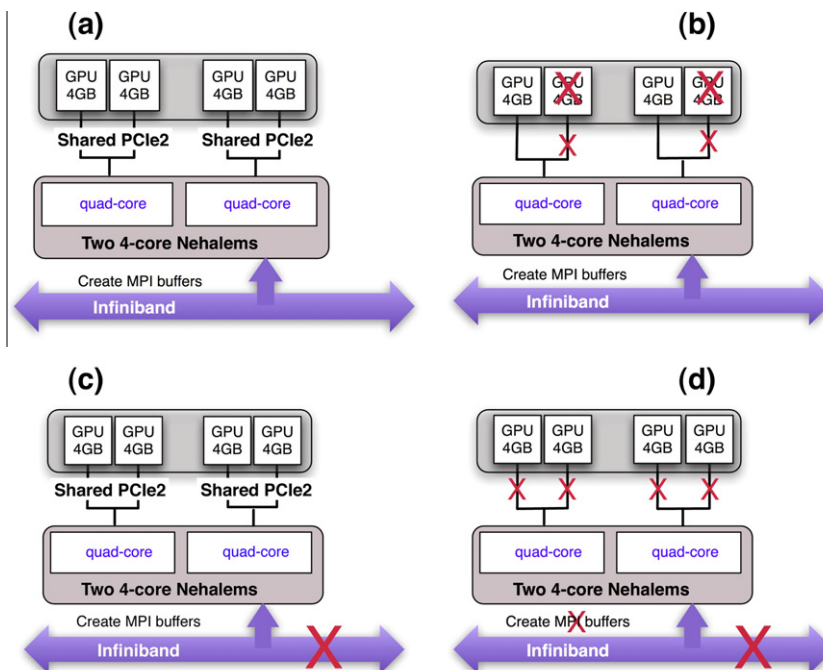 (a)
GPU GPU GPU GPU
4GB 4GB 4GB 4GB
Shared PCIe2 Shared PCIe2
quad-core quad-core
Two 4-core Nehalems
Create MPI buffers
Infiniband
(b)
GPU GPU GPU GPU
4GB 4GB 4GB 4GB
quad-core quad-core
Two 4-core Nehalems
Create MPI buffers
Infiniband
(c)
GPU GPU GPU GPU
4GB 4GB 4GB 4GB
Shared PCIe2 Shared PCIe2
quad-core quad-core
Two 4-core Nehalems
Create MPI buffers
Infiniband
(d)
GPU GPU GPU GPU
4GB 4GB 4GB 4GB
quad-core quad-core
Two 4-core Nehalems
Create MPI buffers
Infiniband